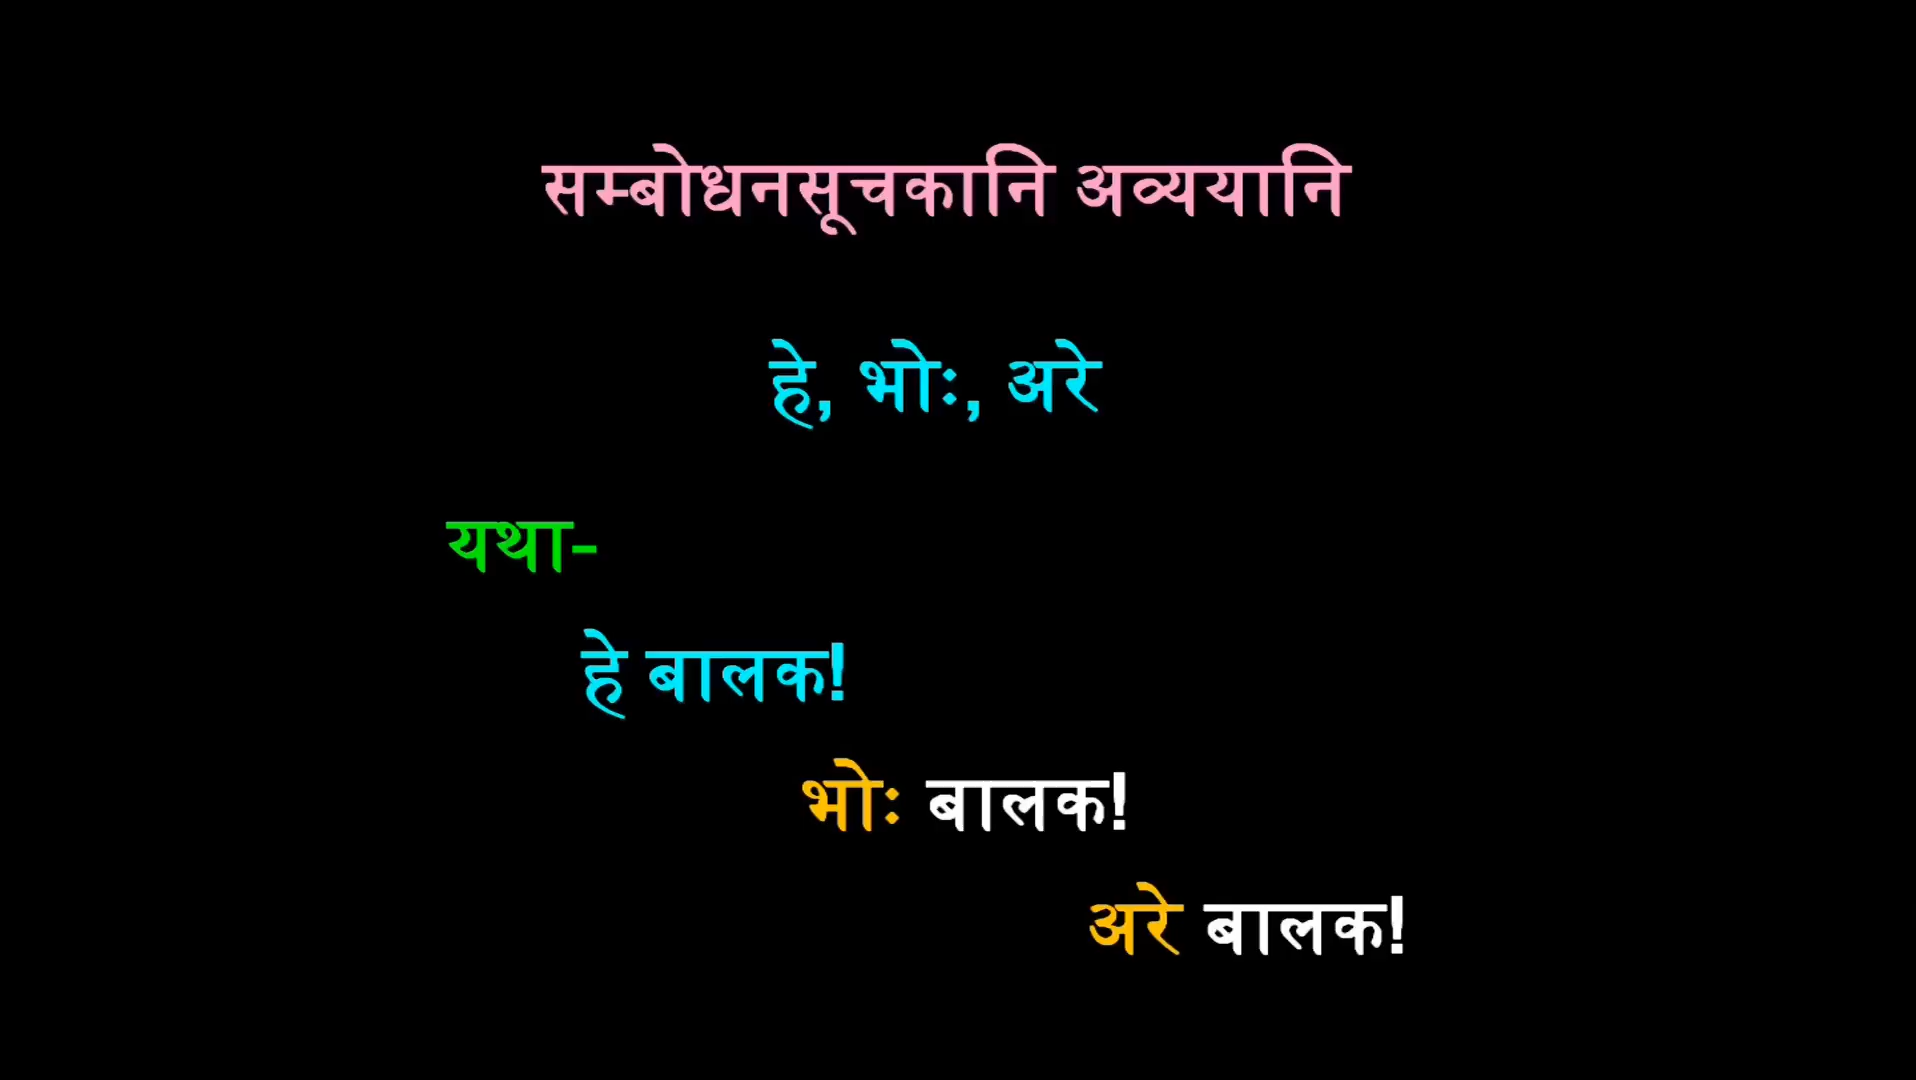 सम्बोधनसूचकानि अव्ययानि
हे, भोः, अरे
यथा-
हे बालक!
भोः बालक!
अरे बालक!